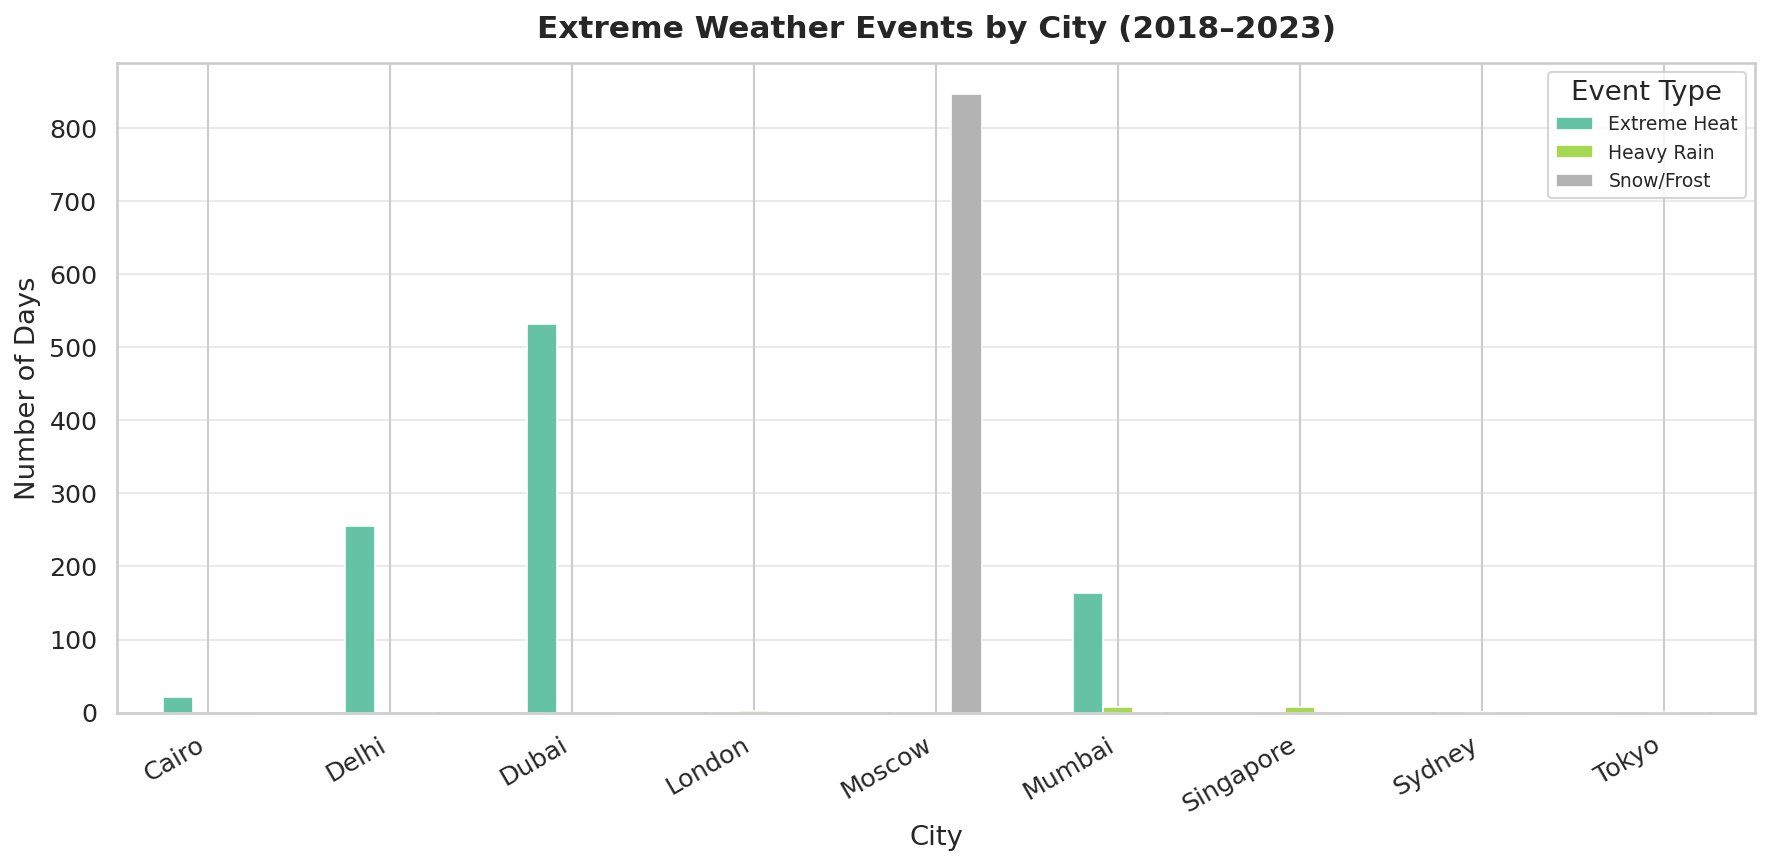 Extreme Weather Events by City (2018–2023)
Event Type
Extreme Heat
Heavy Rain
Snow/Frost
Number of Days
800
700
600
500
400
300
200
100
0
Cairo
Delhi
Dubai
London
Moscow
Mumbai
Singapore
Sydney
Tokyo
City